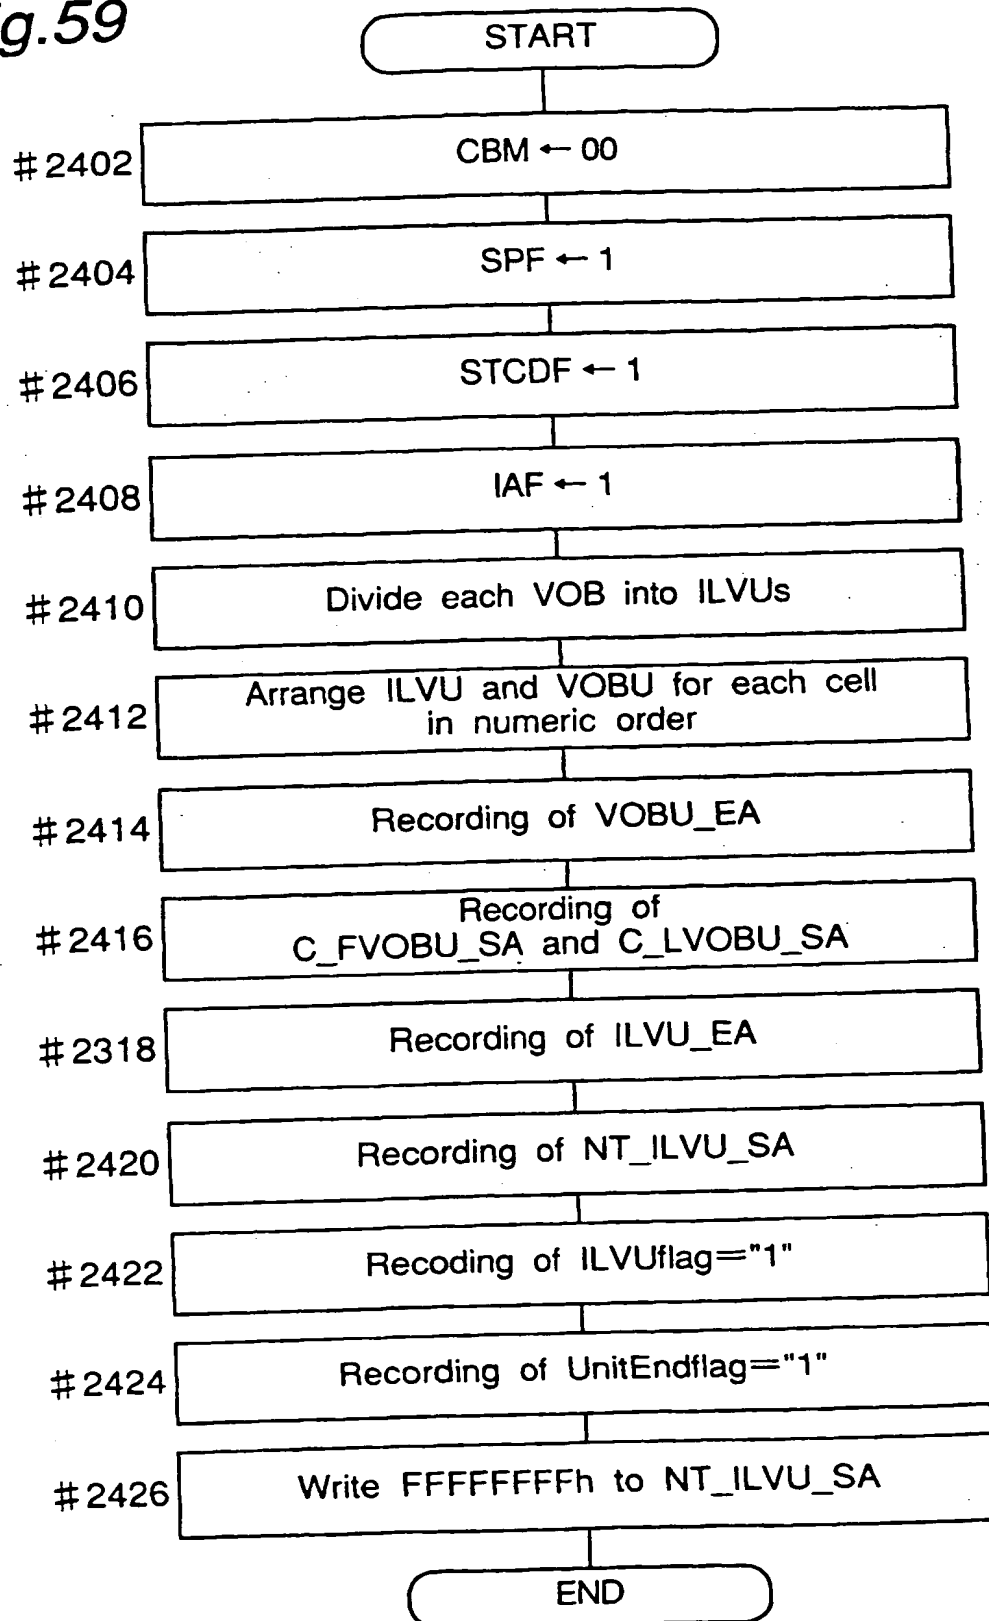 g.59
START
#2402 CBM ← 00
#2404 SPF ← 1
#2406 STCDF ← 1
#2408 IAF ← 1
#2410 Divide each VOB into ILVUs
#2412 Arrange ILVU and VOBU for each cell
in numeric order
#2414 Recording of VOBU_EA
#2416 Recording of
C_FVOBU_SA and C_LVOBU_SA
#2318 Recording of ILVU_EA
#2420 Recording of NT_ILVU_SA
#2422 Recoding of ILVUflag="1"
#2424 Recording of UnitEndflag="1"
#2426 Write FFFFFFFFh to NT_ILVU_SA
END